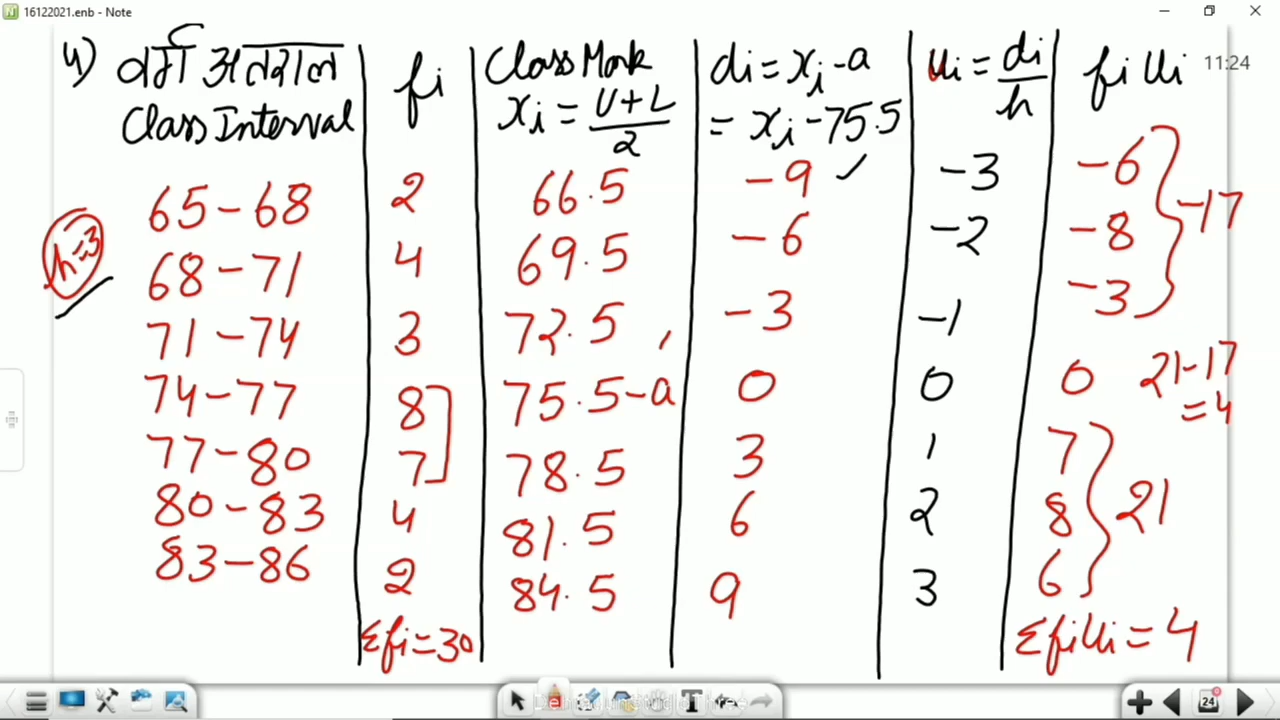 16122021.enb - Note
11:24
4) वर्ग अंतराल | fi | Class Mark | di = xi - a | ui = di/h | fiui
Class Interval | xi = U+L/2 | = xi - 75.5
65-68 | 2 | 66.5 | -9 ✓ | -3 | -6
68-71 | 4 | 69.5 | -6 | -2 | -8 | -17
h=3
71-74 | 3 | 72.5 | -3 | -1 | -3
74-77 | 8 | 75.5-a | 0 | 0 | 0 | 21-17
=4
77-80 | 7 | 78.5 | 3 | 1 | 7
80-83 | 4 | 81.5 | 6 | 2 | 8 | 21
83-86 | 2 | 84.5 | 9 | 3 | 6
Σfi=30 | Σfiui = 4
24